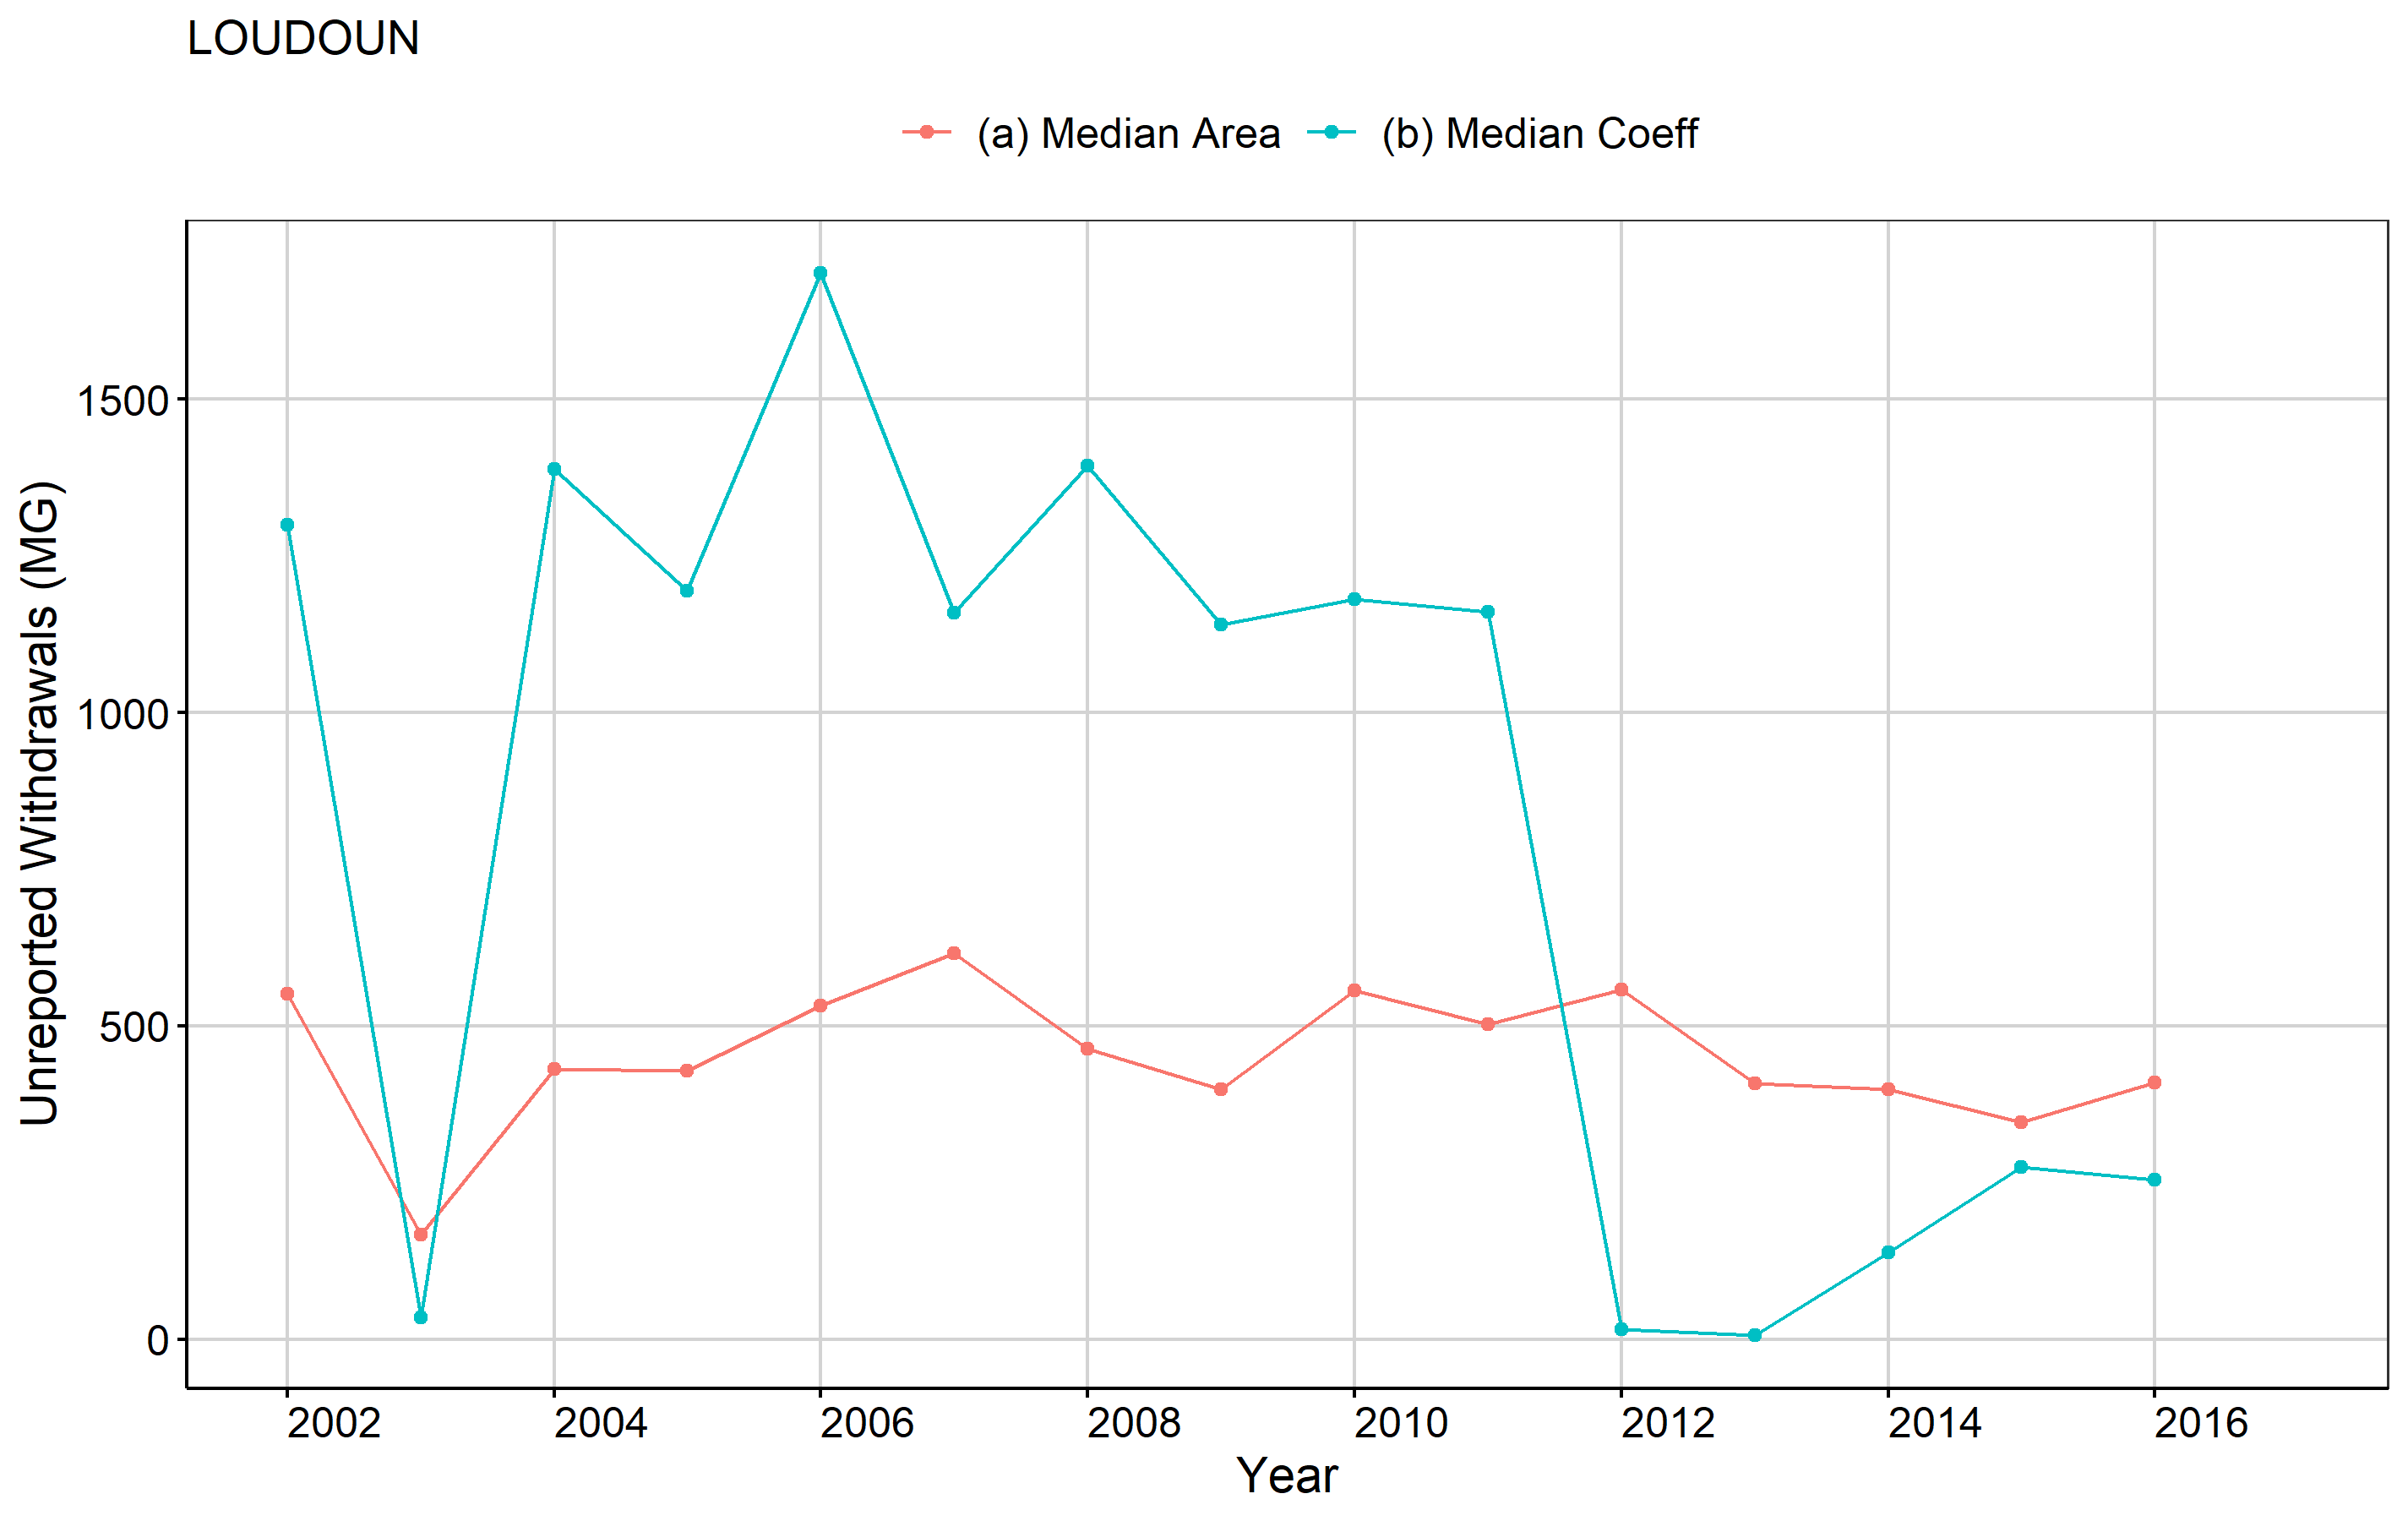 LOUDOUN
(a) Median Area (b) Median Coeff
Unreported Withdrawals (MG)
1500
1000
500
0
2002 2004 2006 2008 2010 2012 2014 2016
Year